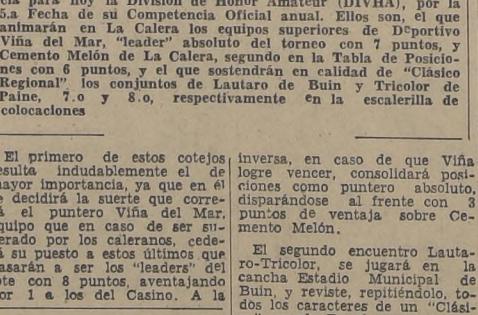 cia para hoy la División de Honor Amateur (DIVHA), por la
5.a Fecha de su Competencia Oficial anual. Ellos son, el que
animarán en La Calera los equipos superiores de Deportivo
Viña del Mar, "leader" absoluto del torneo con 7 puntos, y
Cemento Melón de La Calera, segundo en la Tabla de Posicio-
nes con 6 puntos, y el que sostendrán en calidad de "Clásico
Regional" los conjuntos de Lautaro de Buin y Tricolor de
Paine, 7.o y 8.o, respectivamente en la escalerilla de
colocaciones
El primero de estos cotejos
esulta indudablemente el de
mayor importancia, ya que en él
e decidirá la suerte que corre-
á el puntero Viña del Mar,
quipo que en caso de ser su-
erado por los caleranos, cede-
á su puesto a estos últimos que
asarán a ser los "leaders" del
te con 8 puntos, aventajando
or 1 a los del Casino. A la
inversa, en caso de que Viña
logre vencer, consolidará posi-
ciones como puntero absoluto,
disparándose al frente con 3
puntos de ventaja sobre Ce-
mento Melón.
El segundo encuentro Lauta-
ro-Tricolor, se jugará en la
cancha Estadio Municipal de
Buin, y reviste, repitiéndolo, to-
dos los caracteres de un "Clási-